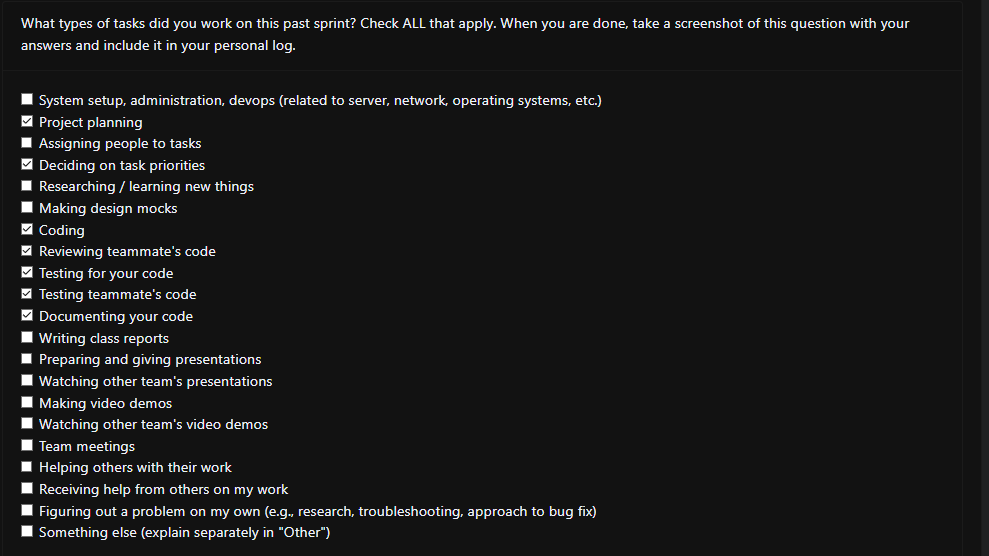 What types of tasks did you work on this past sprint? Check ALL that apply. When you are done, take a screenshot of this question with your
answers and include it in your personal log.
System setup, administration, devops (related to server, network, operating systems, etc.)
Project planning
Assigning people to tasks
Deciding on task priorities
Researching / learning new things
Making design mocks
Coding
Reviewing teammate's code
Testing for your code
Testing teammate's code
Documenting your code
Writing class reports
Preparing and giving presentations
Watching other team's presentations
Making video demos
Watching other team's video demos
Team meetings
Helping others with their work
Receiving help from others on my work
Figuring out a problem on my own (e.g., research, troubleshooting, approach to bug fix)
Something else (explain separately in "Other")